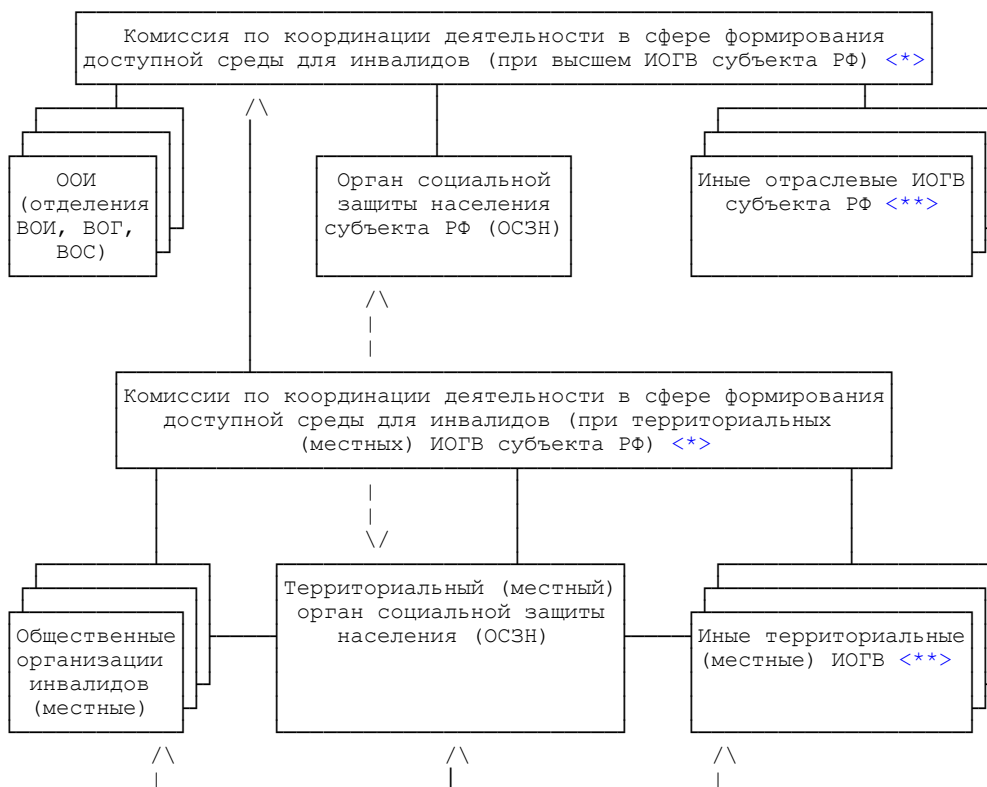 Комиссия по координации деятельности в сфере формирования
доступной среды для инвалидов (при высшем ИОГВ субъекта РФ) <*>
ООИ
(отделения
ВОИ, ВОГ,
ВОС)
Орган социальной
защиты населения
субъекта РФ (ОСЗН)
Иные отраслевые ИОГВ
субъекта РФ <**>
Комиссии по координации деятельности в сфере формирования
доступной среды для инвалидов (при территориальных
(местных) ИОГВ субъекта РФ) <*>
Общественные
организации
инвалидов
(местные)
Территориальный (местный)
орган социальной защиты
населения (ОСЗН)
Иные территориальные
(местные) ИОГВ <**>